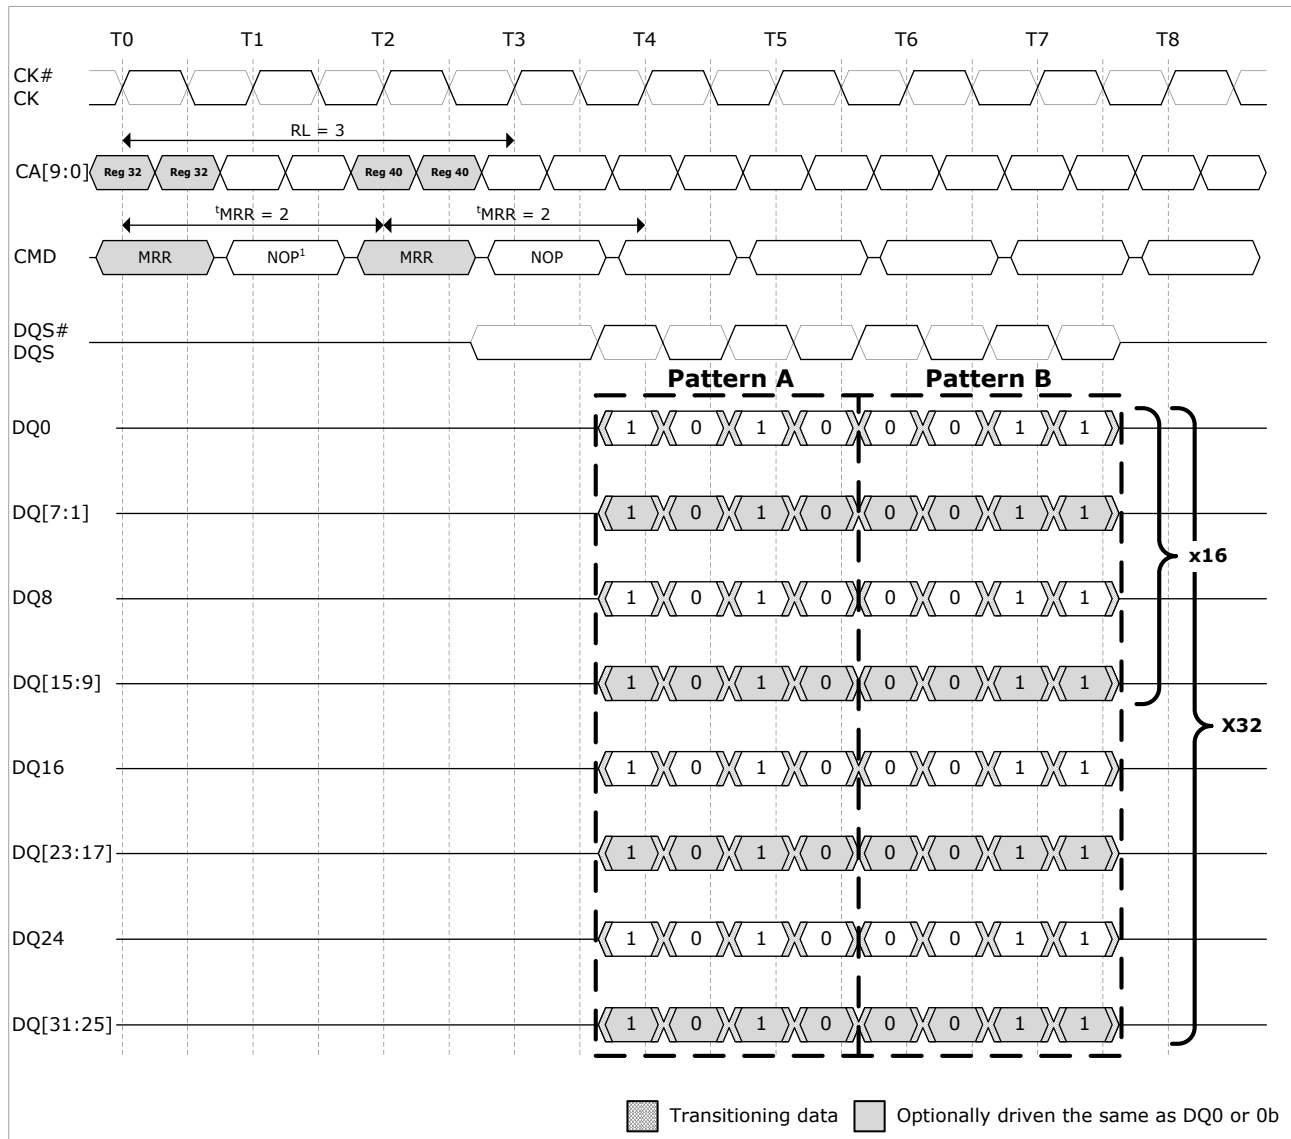 T0 T1 T2 T3 T4 T5 T6 T7 T8
CK#
CK
RL = 3
CA[9:0] Reg 32 Reg 32 Reg 40 Reg 40
tMRR = 2 tMRR = 2
CMD MRR NOP1 MRR NOP
DQS#
DQS
Pattern A Pattern B
DQ0 1 0 1 0 0 0 1 1
DQ[7:1] 1 0 1 0 0 0 1 1
x16
DQ8 1 0 1 0 0 0 1 1
DQ[15:9] 1 0 1 0 0 0 1 1
X32
DQ16 1 0 1 0 0 0 1 1
DQ[23:17] 1 0 1 0 0 0 1 1
DQ24 1 0 1 0 0 0 1 1
DQ[31:25] 1 0 1 0 0 0 1 1
Transitioning data Optionally driven the same as DQ0 or 0b